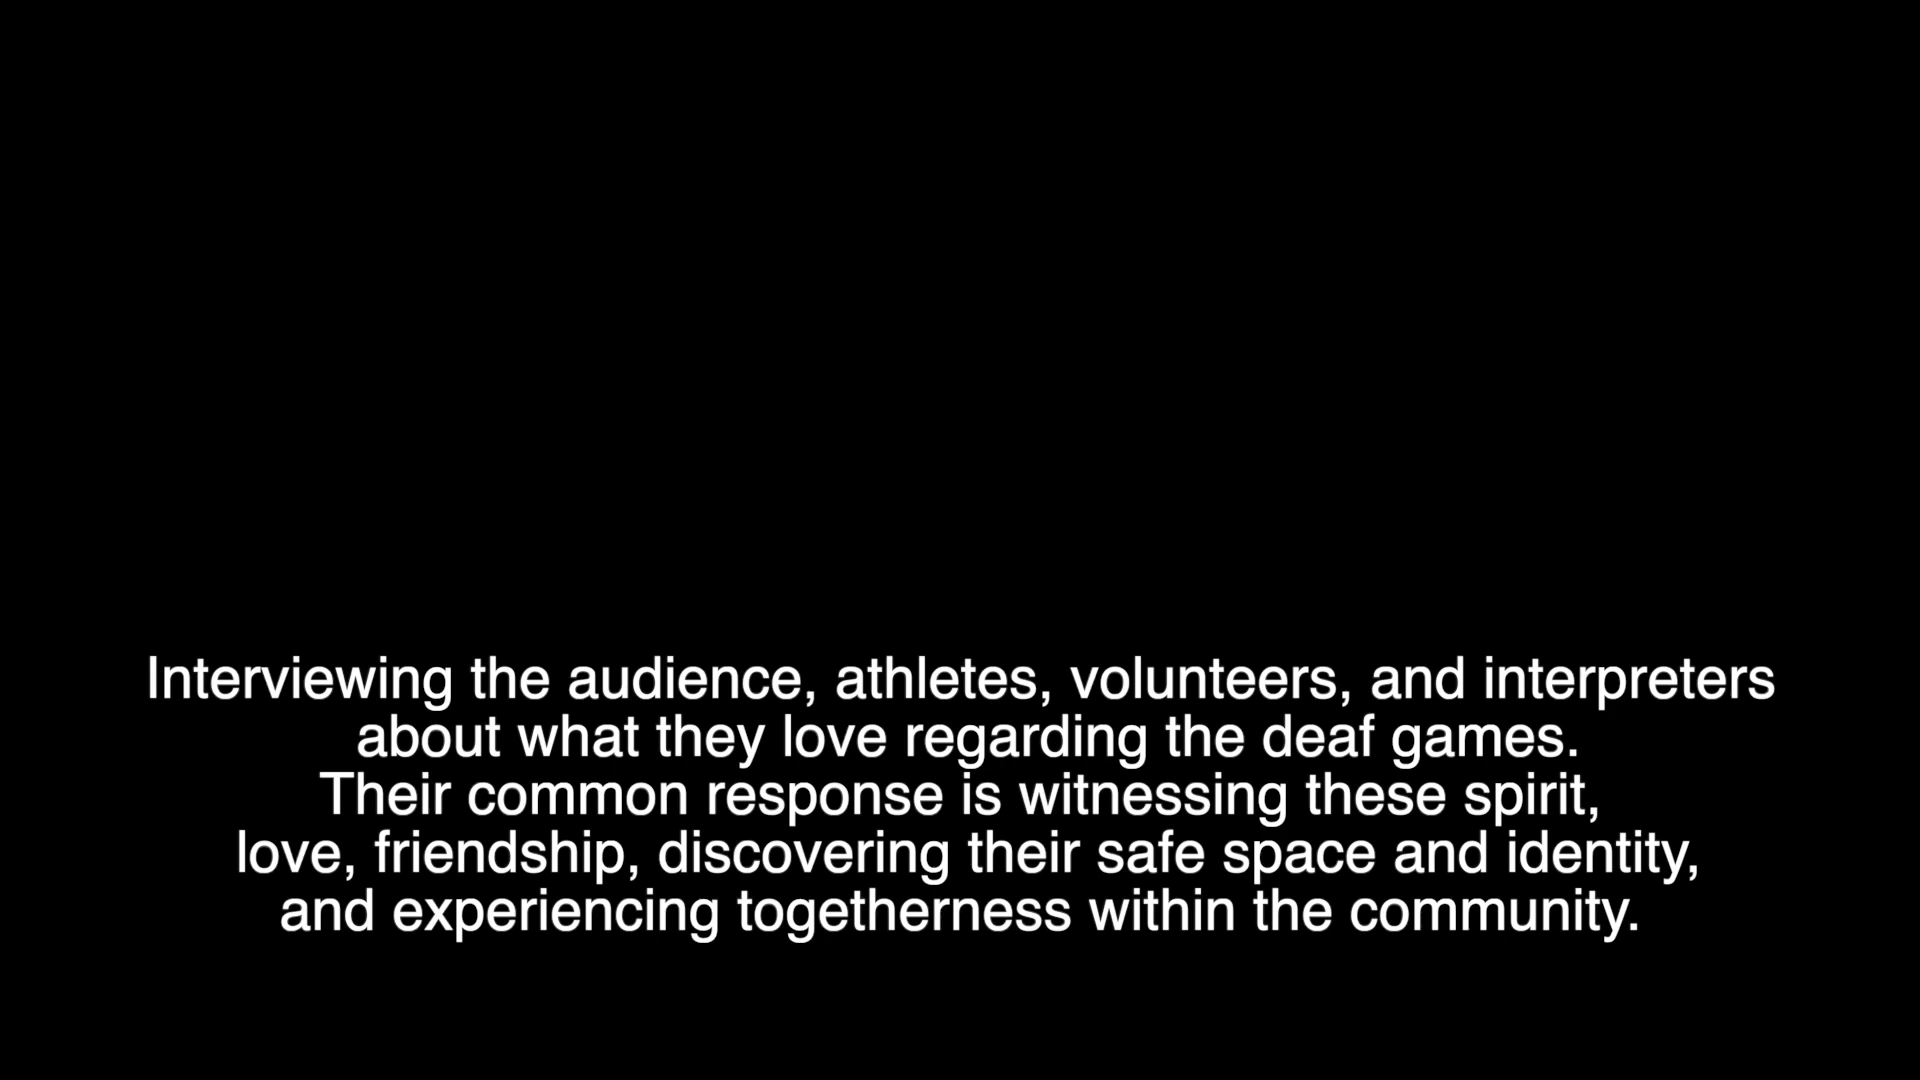 Interviewing the audience, athletes, volunteers, and interpreters
about what they love regarding the deaf games.
Their common response is witnessing these spirit,
love, friendship, discovering their safe space and identity,
and experiencing togetherness within the community.